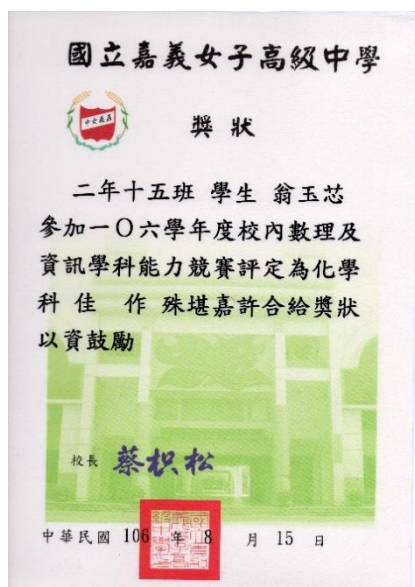 國立嘉義女子高級中學
獎狀
二年十五班 學生 翁玉芯
參加一〇六學年度校內數理及
資訊學科能力競賽評定為化學
科 佳 作 殊堪嘉許合給獎狀
以資鼓勵
校長 蔡枳松
中華民國 106 年 8 月 15 日